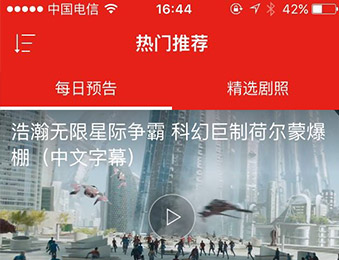 中国电信
16:44
42%
热门推荐
每日预告
精选剧照
浩瀚无限星际争霸 科幻巨制荷尔蒙爆
棚（中文字幕）